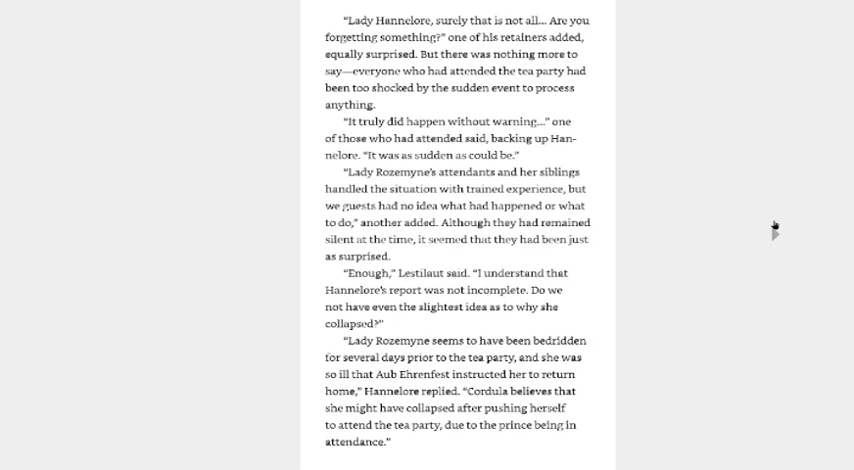 “Lady Hannelore, surely that is not all... Are you
forgetting something?” one of his retainers added,
equally surprised. But there was nothing more to
say—everyone who had attended the tea party had
been too shocked by the sudden event to process
anything.
“It truly did happen without warning...” one
of those who had attended said, backing up Han-
nelore. “It was as sudden as could be.”
“Lady Rozemyne’s attendants and her siblings
handled the situation with trained experience, but
we guests had no idea what had happened or what
to do,” another added. Although they had remained
silent at the time, it seemed that they had been just
as surprised.
“Enough,” Lestilaut said. “I understand that
Hannelore’s report was not incomplete. Do we
not have even the slightest idea as to why she
collapsed?”
“Lady Rozemyne seems to have been bedridden
for several days prior to the tea party, and she was
so ill that Aub Ehrenfest instructed her to return
home,” Hannelore replied. “Cordula believes that
she might have collapsed after pushing herself
to attend the tea party, due to the prince being in
attendance.”